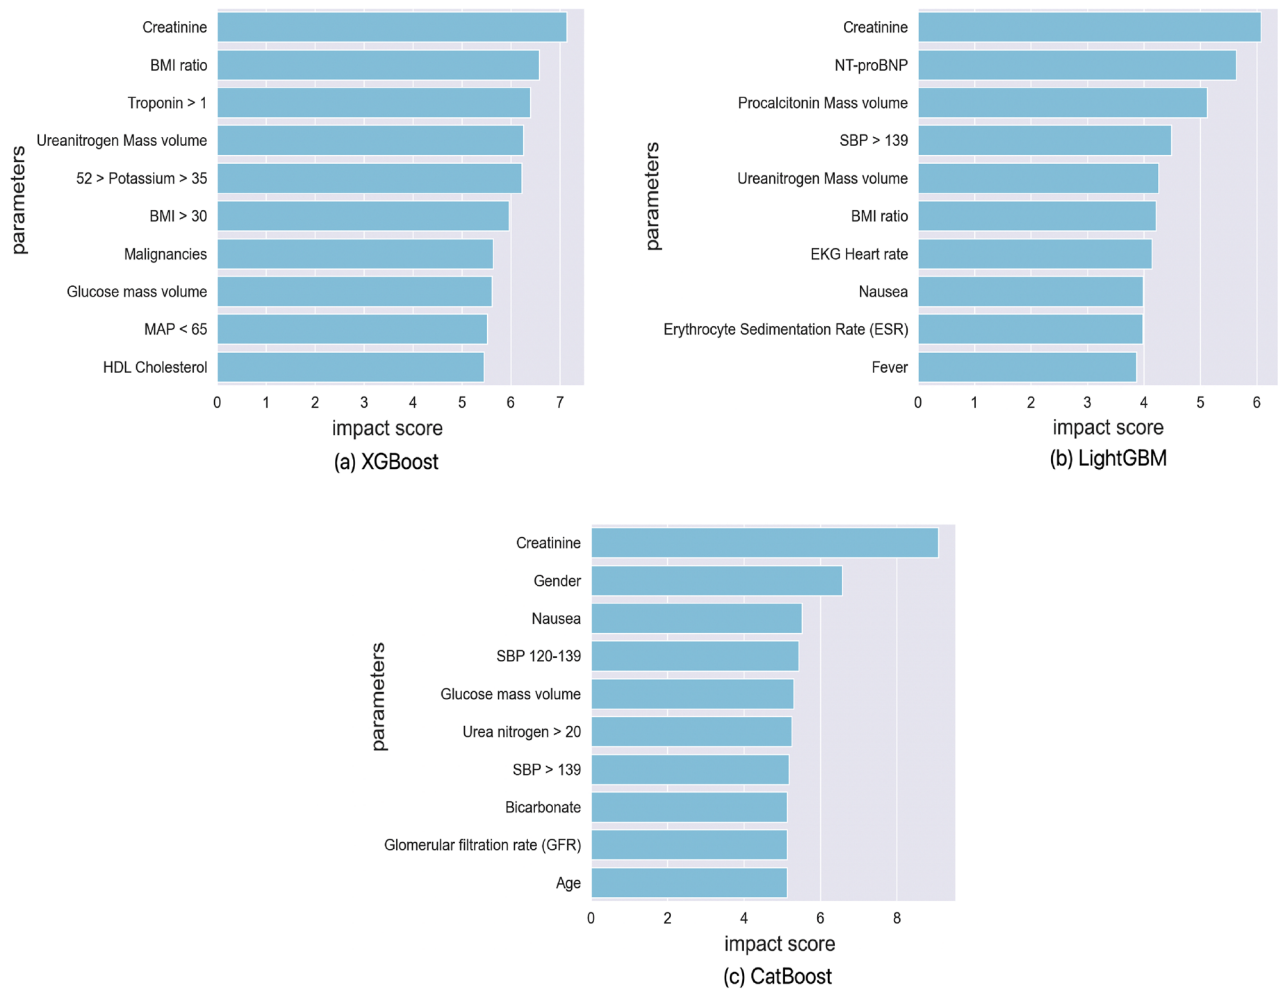 Creatinine
BMI ratio
Troponin > 1
Ureanitrogen Mass volume
52 > Potassium > 35
BMI > 30
Malignancies
Glucose mass volume
MAP < 65
HDL Cholesterol
parameters
0 1 2 3 4 5 6 7
impact score
(a) XGBoost
Creatinine
NT-proBNP
Procalcitonin Mass volume
SBP > 139
Ureanitrogen Mass volume
BMI ratio
EKG Heart rate
Nausea
Erythrocyte Sedimentation Rate (ESR)
Fever
parameters
0 1 2 3 4 5 6
impact score
(b) LightGBM
Creatinine
Gender
Nausea
SBP 120-139
Glucose mass volume
Urea nitrogen > 20
SBP > 139
Bicarbonate
Glomerular filtration rate (GFR)
Age
parameters
0 2 4 6 8
impact score
(c) CatBoost